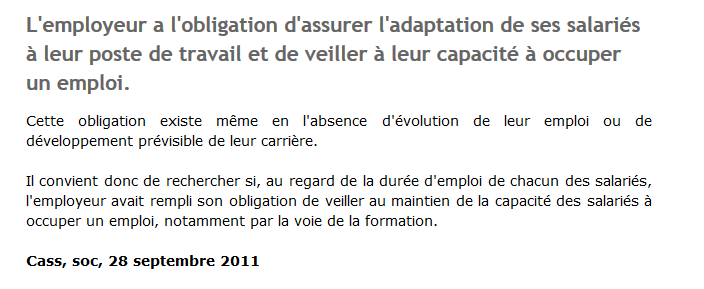 L'employeur a l'obligation d'assurer l'adaptation de ses salariés
à leur poste de travail et de veiller à leur capacité à occuper
un emploi.
Cette obligation existe même en l'absence d'évolution de leur emploi ou de
développement prévisible de leur carrière.
Il convient donc de rechercher si, au regard de la durée d'emploi de chacun des salariés,
l'employeur avait rempli son obligation de veiller au maintien de la capacité des salariés à
occuper un emploi, notamment par la voie de la formation.
Cass, soc, 28 septembre 2011